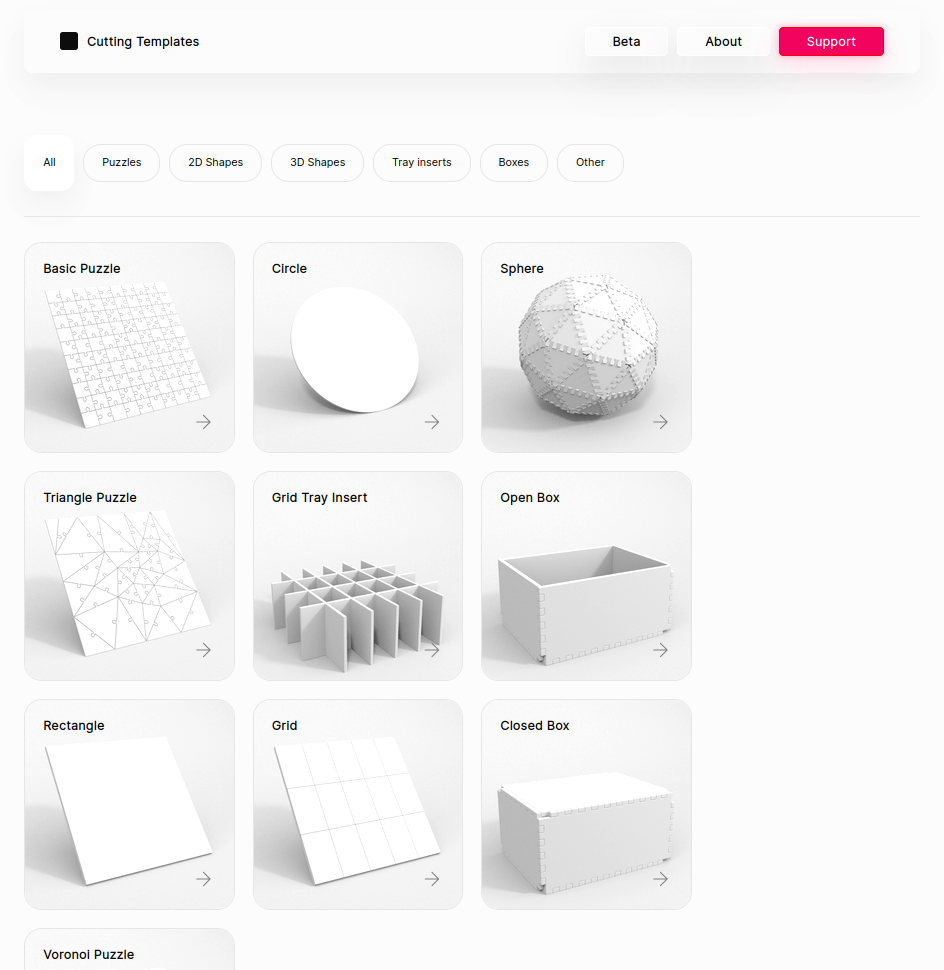 Cutting Templates
Beta
About
Support
All
Puzzles
2D Shapes
3D Shapes
Tray inserts
Boxes
Other
Basic Puzzle
Circle
Sphere
Triangle Puzzle
Grid Tray Insert
Open Box
Rectangle
Grid
Closed Box
Voronoi Puzzle